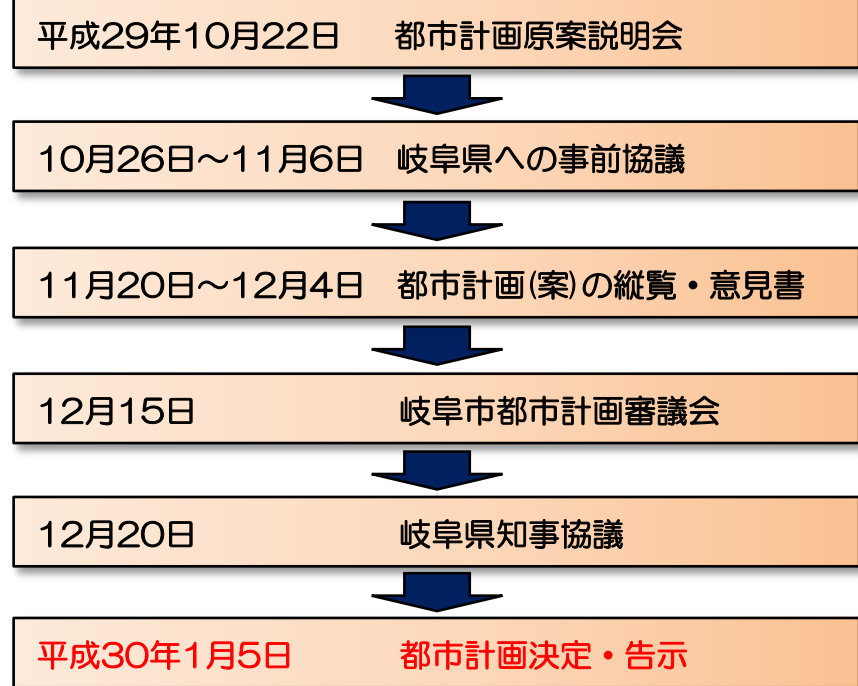 平成29年10月22日　都市計画原案説明会
10月26日～11月6日　岐阜県への事前協議
11月20日～12月4日　都市計画(案)の縦覧・意見書
12月15日　岐阜市都市計画審議会
12月20日　岐阜県知事協議
平成30年1月5日　都市計画決定・告示